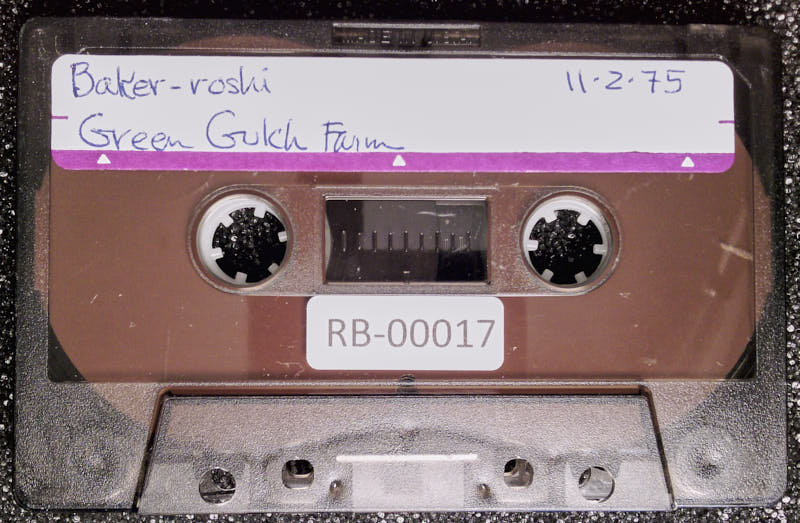 Baker-roshi 11·2·75
Green Gulch Farm
RB-00017